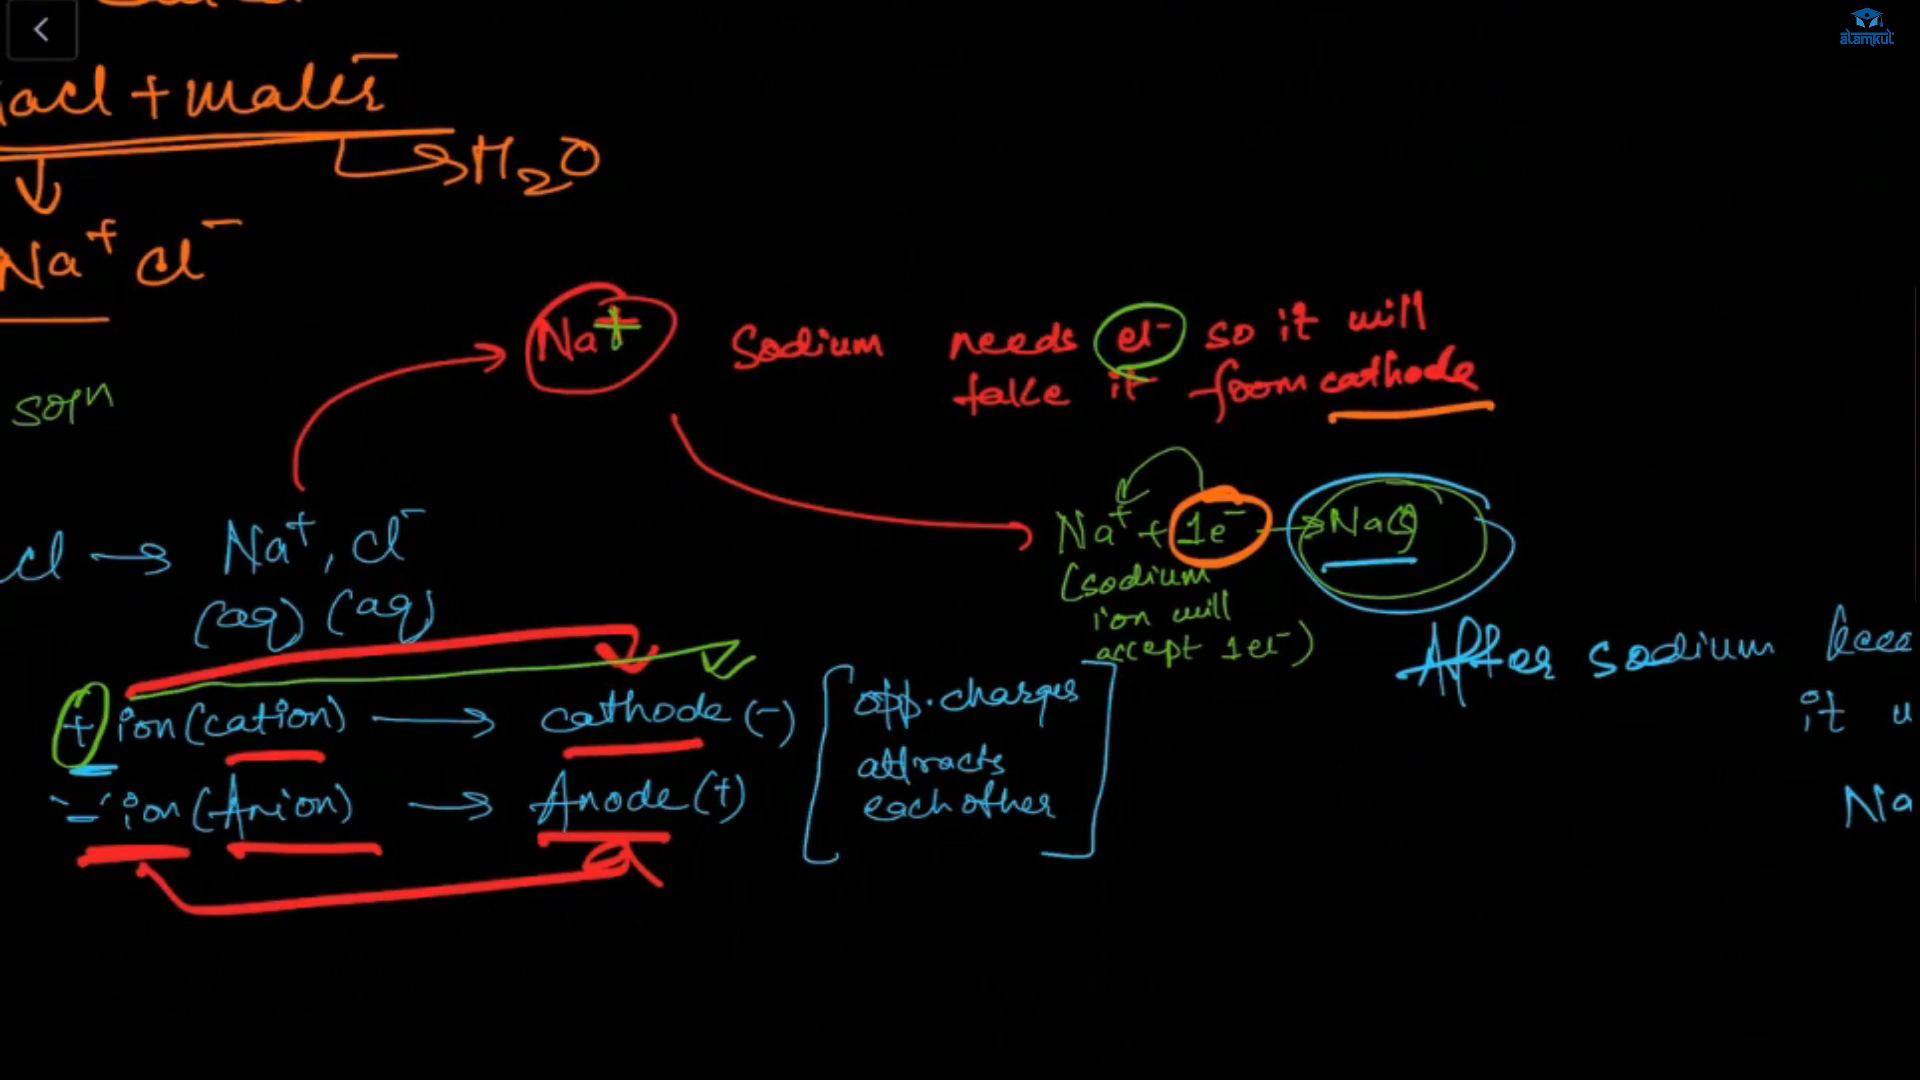 acl + water
H2O
Na+ Cl-
Na+ Sodium needs el- so it will
take it from cathode
soln
cl → Na+, Cl-
(aq) (aq)
Na+ + 1e- → Na(s)
(sodium
ion will
accept 1el-)
After sodium
it
Na
+ ion (cation) → cathode (-)
- ion (Anion) → Anode (+)
opp. charges
attracts
each other
alamkul